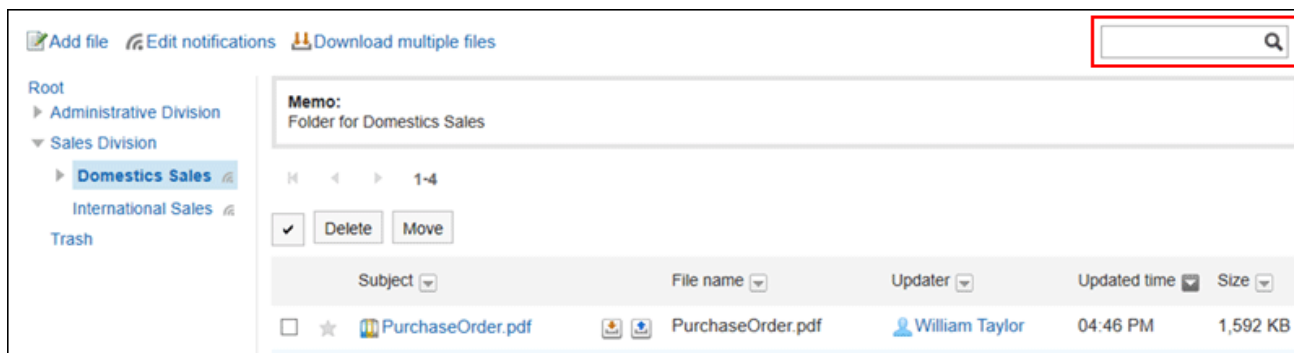 Add file Edit notifications Download multiple files
Root
Administrative Division
Sales Division
Domestics Sales
International Sales
Trash
Memo:
Folder for Domestics Sales
1-4
Delete Move
Subject File name Updater Updated time Size
PurchaseOrder.pdf PurchaseOrder.pdf William Taylor 04:46 PM 1,592 KB